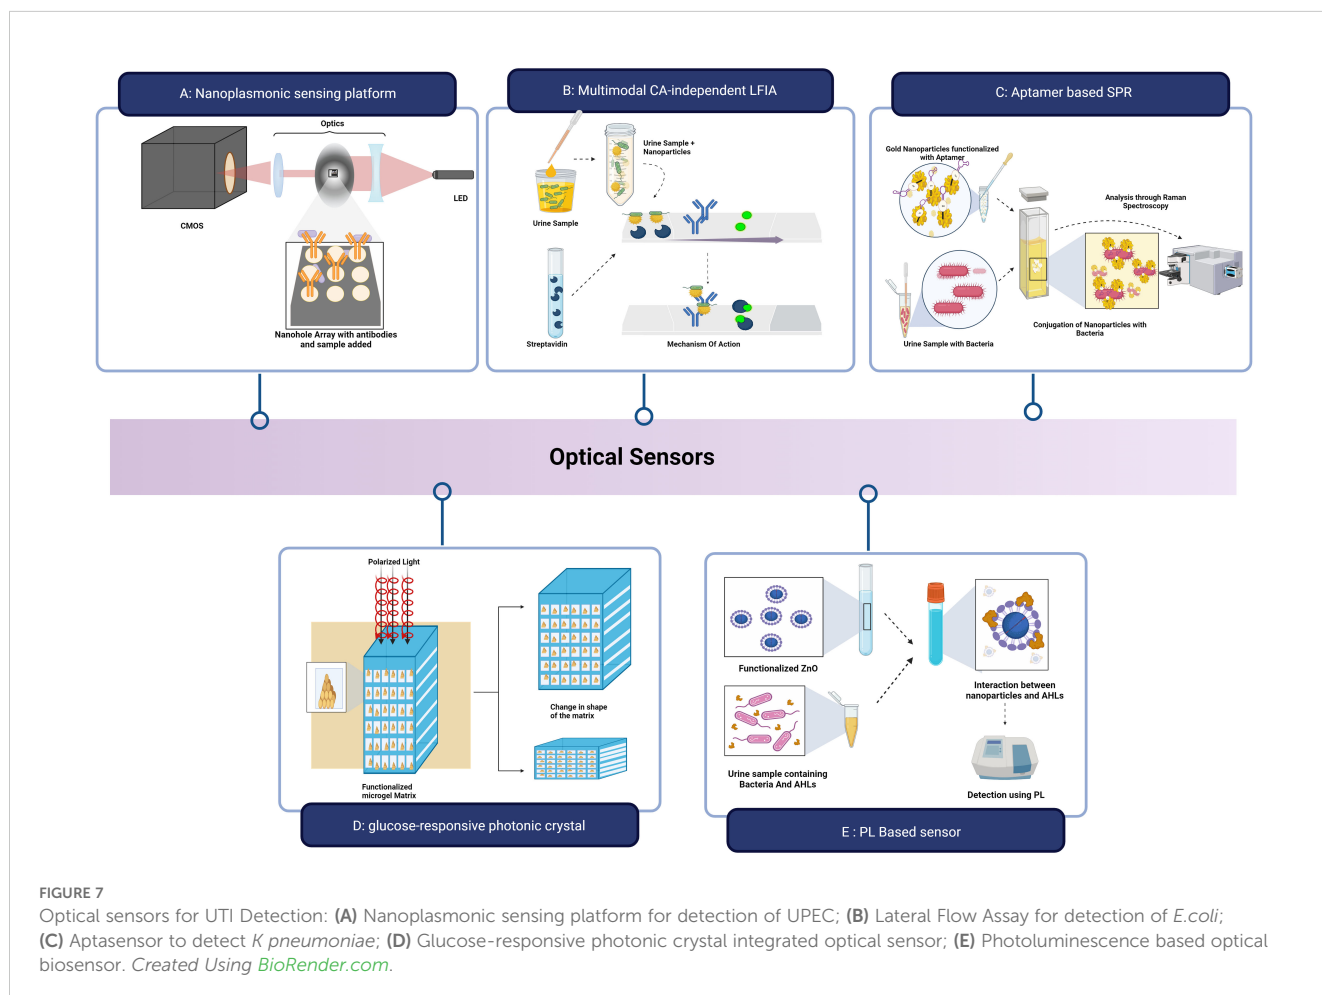 A: Nanoplasmonic sensing platform
Optics
CMOS
LED
Nanohole Array with antibodies
and sample added
B: Multimodal CA-independent LFIA
Urine Sample +
Nanoparticles
Urine Sample
Streptavidin
Mechanism Of Action
C: Aptamer based SPR
Gold Nanoparticles functionalized
with Aptamer
Analysis through Raman
Spectroscopy
Urine Sample with Bacteria
Conjugation of Nanoparticles with
Bacteria
Optical Sensors
Polarized Light
Functionalized
microgel Matrix
Change in shape
of the matrix
D: glucose-responsive photonic crystal
Functionalized ZnO
Urine sample containing
Bacteria And AHLs
Interaction between
nanoparticles and AHLs
Detection using PL
E : PL Based sensor
FIGURE 7
Optical sensors for UTI Detection: (A) Nanoplasmonic sensing platform for detection of UPEC; (B) Lateral Flow Assay for detection of E.coli;
(C) Aptasensor to detect K pneumoniae; (D) Glucose-responsive photonic crystal integrated optical sensor; (E) Photoluminescence based optical
biosensor. Created Using BioRender.com.